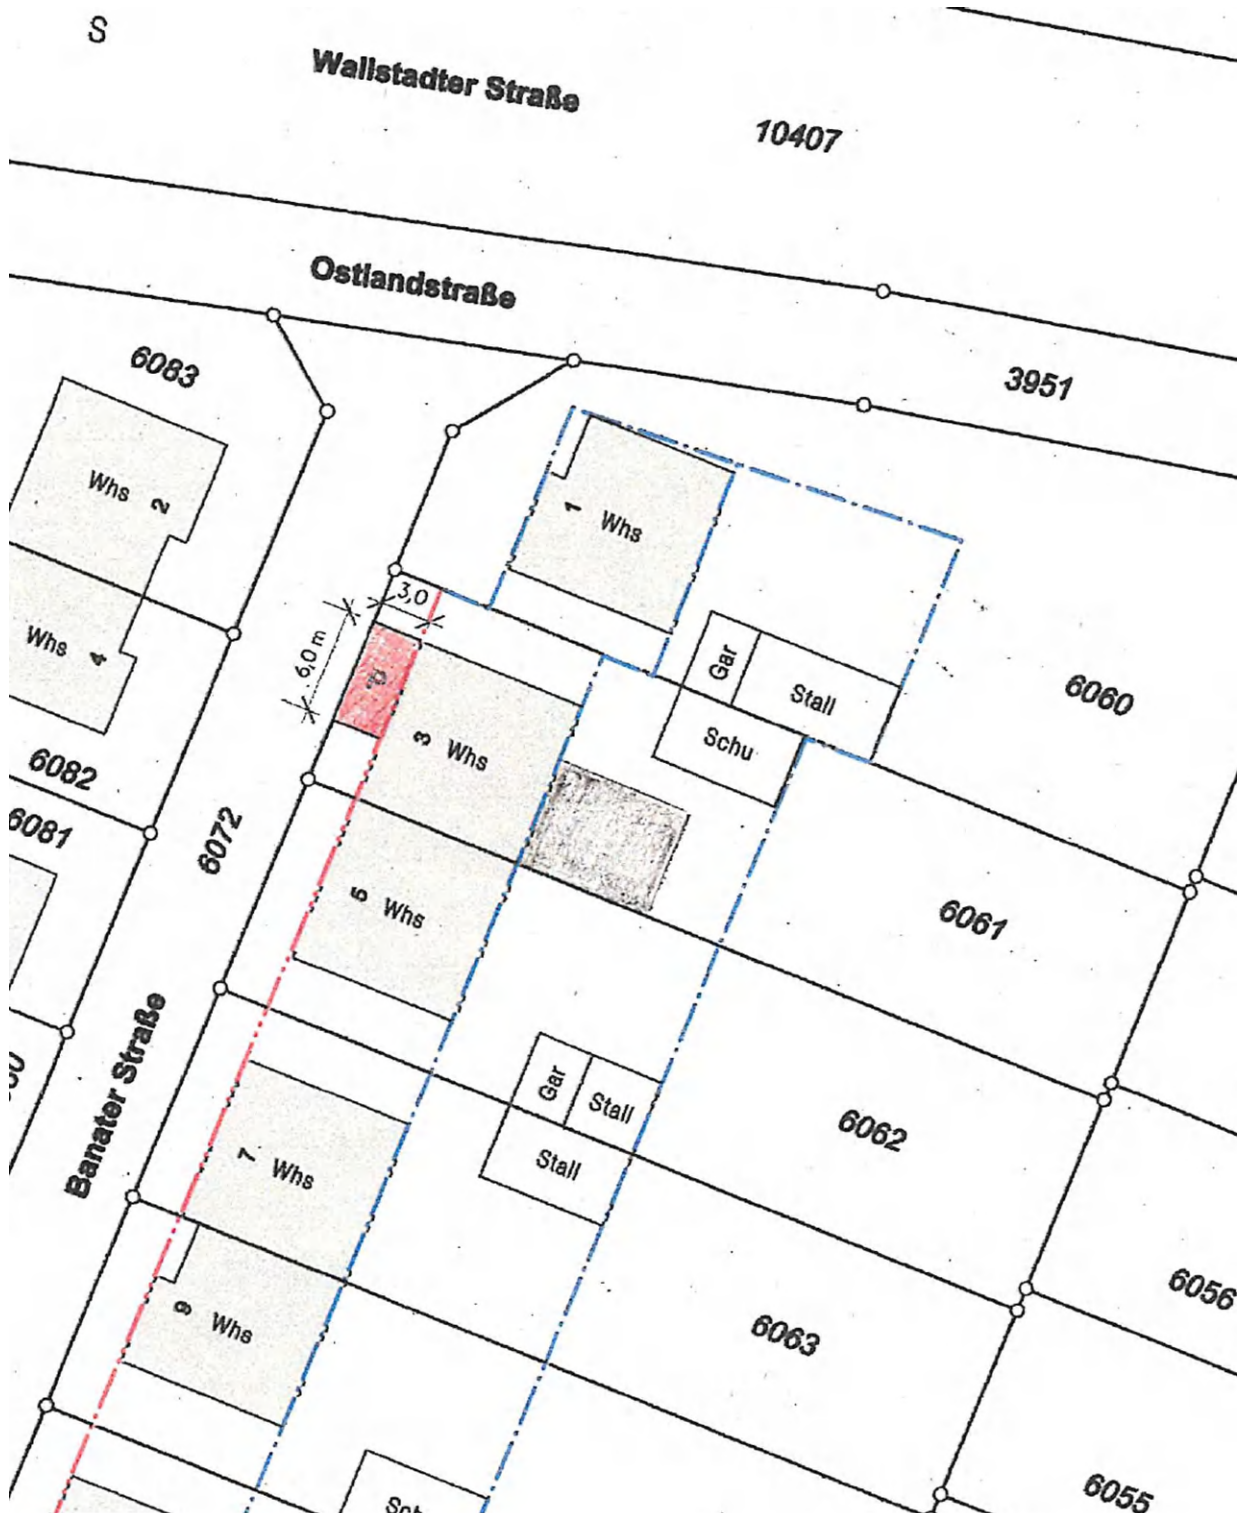 S
Wallstadter Straße
10407
Ostlandstraße
6083
3951
Whs 2
1 Whs
3,0
Whs 4
6,0 m
Gar
Stall
6060
Schu
3 Whs
6082
6081
6072
5 Whs
6061
Banater Straße
Gar
Stall
6062
Stall
7 Whs
6056
9 Whs
6063
6055